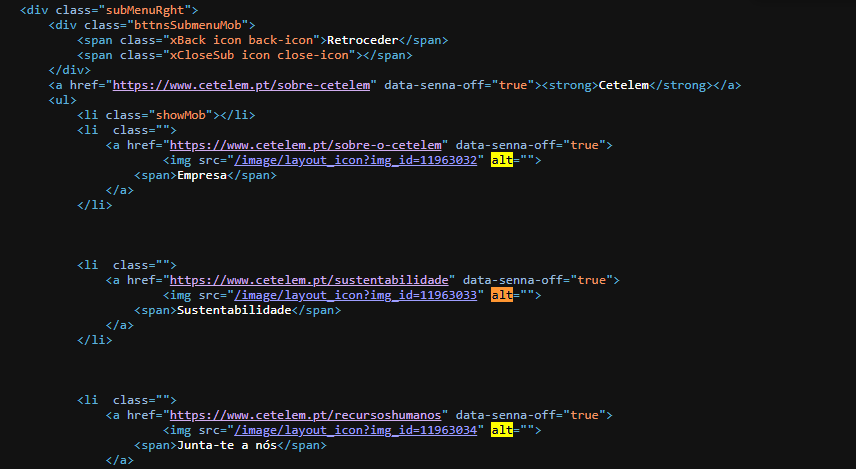 <div class="subMenuRght">
<div class="bttnsSubmenuMob">
<span class="xBack icon back-icon">Retroceder</span>
<span class="xCloseSub icon close-icon"></span>
</div>
<a href="https://www.cetelem.pt/sobre-cetelem" data-senna-off="true"><strong>Cetelem</strong></a>
<ul>
<li class="showMob"></li>
<li  class="">
<a href="https://www.cetelem.pt/sobre-o-cetelem" data-senna-off="true">
<img src="/image/layout_icon?img_id=11963032" alt="">
<span>Empresa</span>
</a>
</li>
<li  class="">
<a href="https://www.cetelem.pt/sustentabilidade" data-senna-off="true">
<img src="/image/layout_icon?img_id=11963033" alt="">
<span>Sustentabilidade</span>
</a>
</li>
<li  class="">
<a href="https://www.cetelem.pt/recursoshumanos" data-senna-off="true">
<img src="/image/layout_icon?img_id=11963034" alt="">
<span>Junta-te a nós</span>
</a>